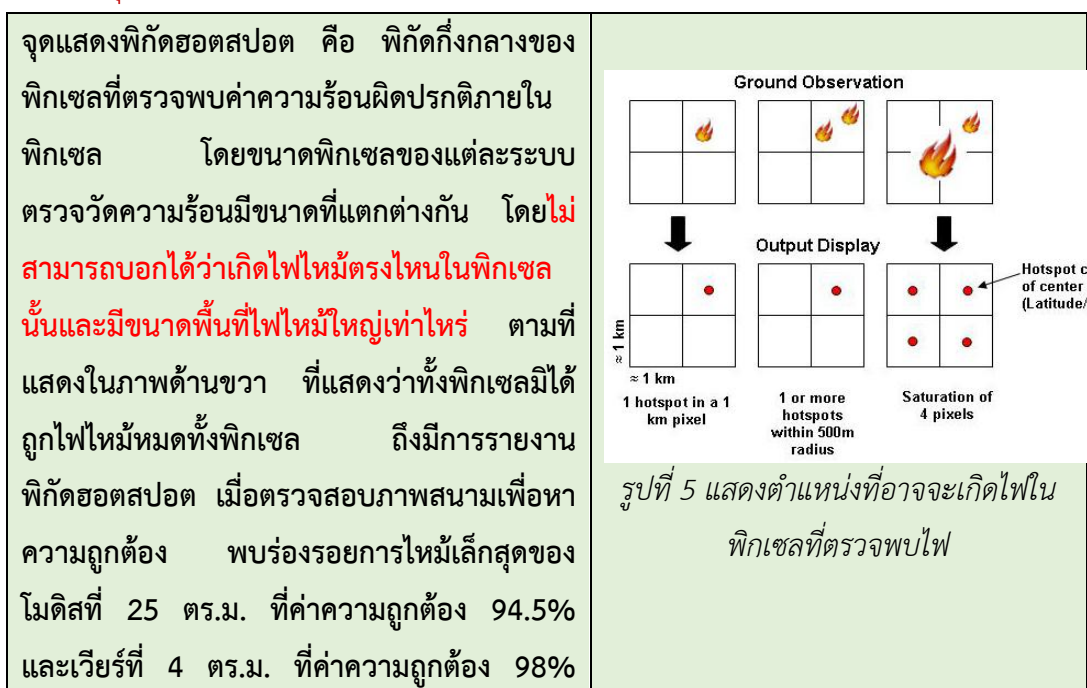 จุดแสดงพิกัดฮอตสปอต คือ พิกัดกึ่งกลางของ
พิกเซลที่ตรวจพบค่าความร้อนผิดปรกติภายใน
พิกเซล โดยขนาดพิกเซลของแต่ละระบบ
ตรวจวัดความร้อนมีขนาดที่แตกต่างกัน โดยไม่
สามารถบอกได้ว่าเกิดไฟไหม้ตรงไหนในพิกเซล
นั้นและมีขนาดพื้นที่ไฟไหม้ใหญ่เท่าไหร่ ตามที่
แสดงในภาพด้านขวา ที่แสดงว่าทั้งพิกเซลมิได้
ถูกไฟไหม้หมดทั้งพิกเซล ถึงมีการรายงาน
พิกัดฮอตสปอต เมื่อตรวจสอบภาพสนามเพื่อหา
ความถูกต้อง พบร่องรอยการไหม้เล็กสุดของ
โมดิสที่ 25 ตร.ม. ที่ค่าความถูกต้อง 94.5%
และเวียร์ที่ 4 ตร.ม. ที่ค่าความถูกต้อง 98%
Ground Observation
Output Display
Hotspot c
of center
(Latitude/
≈ 1 km
≈ 1 km
1 hotspot in a 1
km pixel
1 or more
hotspots
within 500m
radius
Saturation of
4 pixels
รูปที่ 5 แสดงตำแหน่งที่อาจจะเกิดไฟใน
พิกเซลที่ตรวจพบไฟ